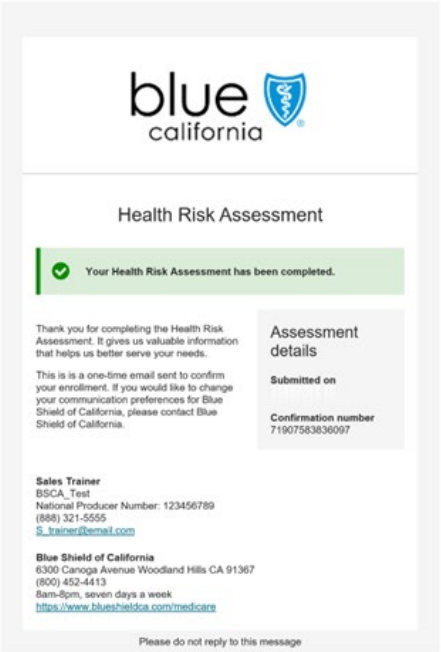 blue
california
Health Risk Assessment
Your Health Risk Assessment has been completed.
Thank you for completing the Health Risk
Assessment. It gives us valuable information
that helps us better serve your needs.
This is is a one-time email sent to confirm
your enrollment. If you would like to change
your communication preferences for Blue
Shield of California, please contact Blue
Shield of California.
Assessment
details
Submitted on
Confirmation number
71907583836097
Sales Trainer
BSCA_Test
National Producer Number: 123456789
(888) 321-5555
S_trainer@email.com
Blue Shield of California
6300 Canoga Avenue Woodland Hills CA 91367
(800) 452-4413
8am-8pm, seven days a week
https://www.blueshieldca.com/medicare
Please do not reply to this message